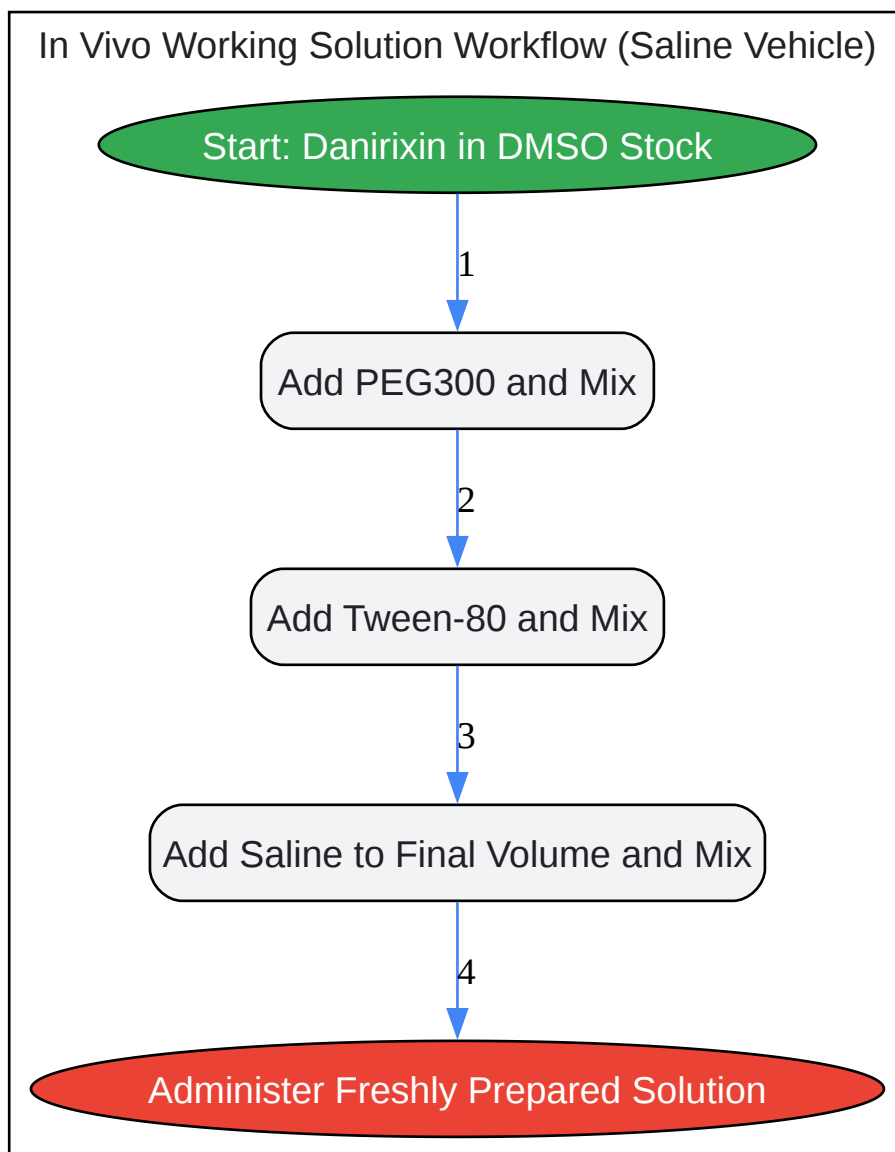 In Vivo Working Solution Workflow (Saline Vehicle)
Start: Danirixin in DMSO Stock
1
Add PEG300 and Mix
2
Add Tween-80 and Mix
3
Add Saline to Final Volume and Mix
4
Administer Freshly Prepared Solution